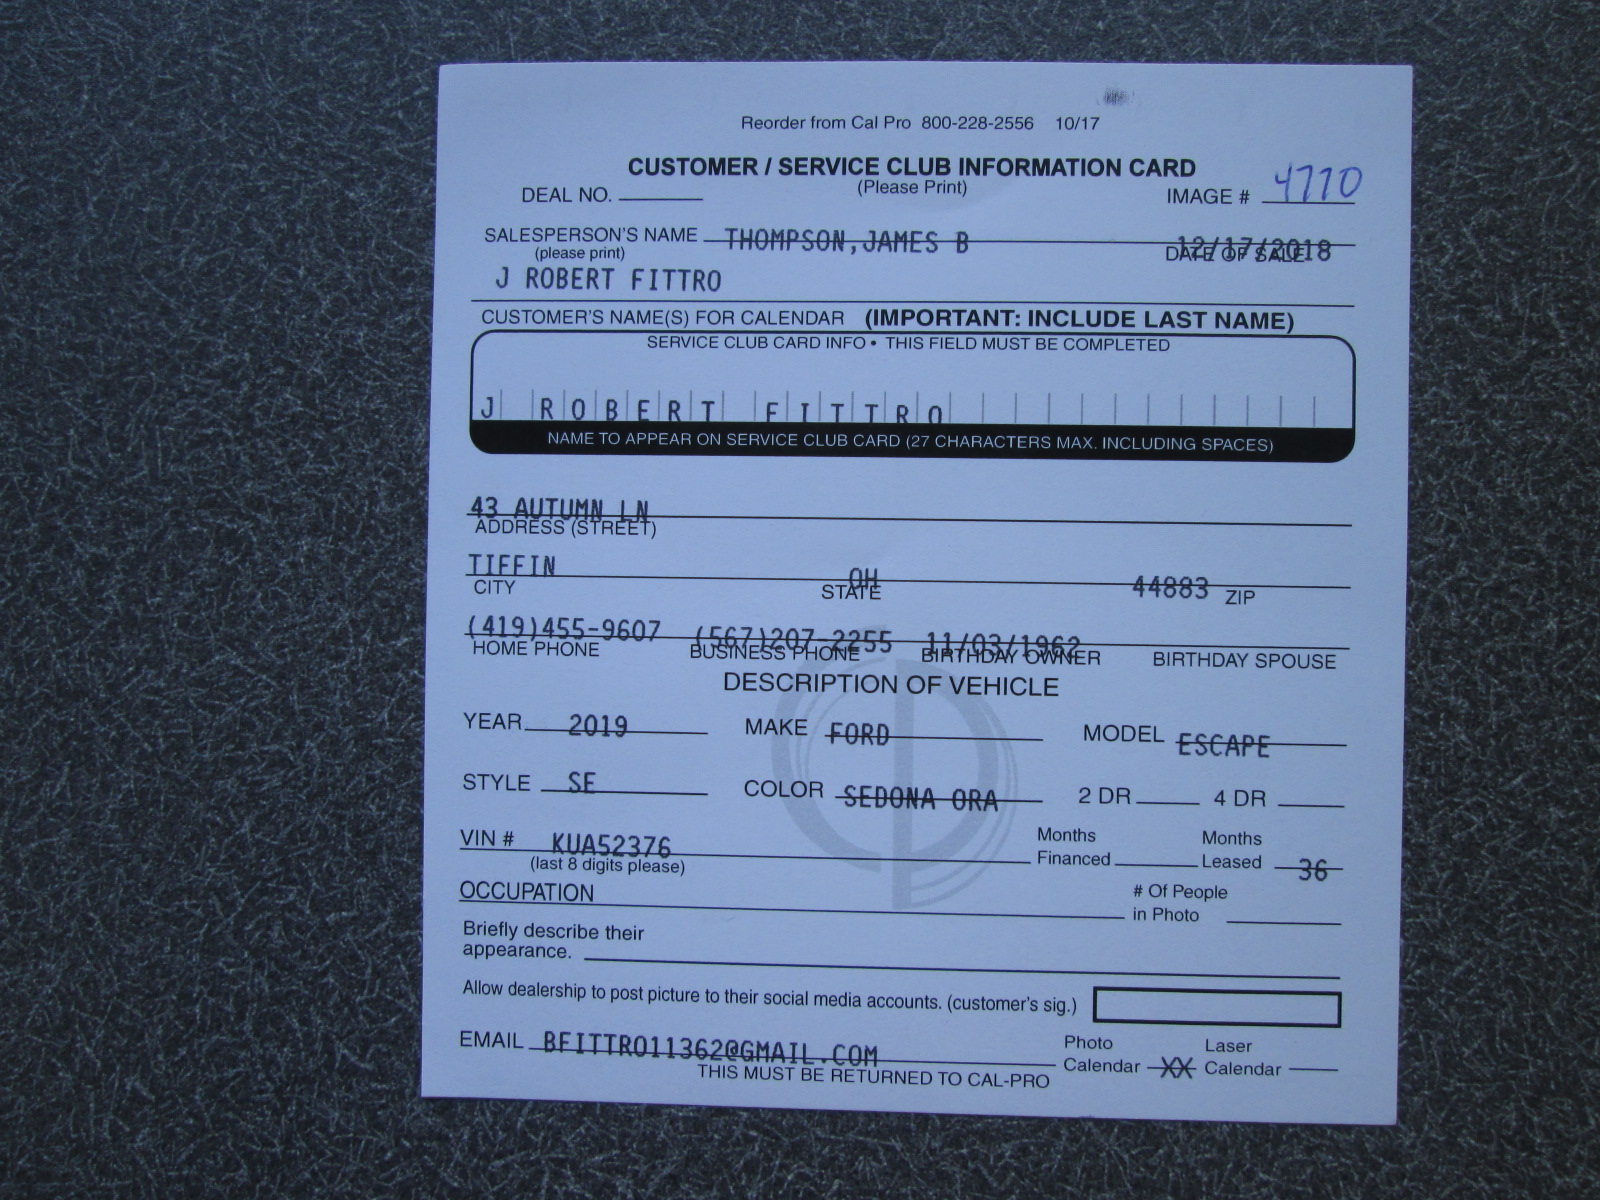 Reorder from Cal Pro 800-228-2556 10/17
CUSTOMER / SERVICE CLUB INFORMATION CARD
(Please Print)
DEAL NO. IMAGE # 4770
SALESPERSON'S NAME THOMPSON,JAMES B 12/17/2018
(please print) DATE OF SALE
J ROBERT FITTRO
CUSTOMER'S NAME(S) FOR CALENDAR (IMPORTANT: INCLUDE LAST NAME)
SERVICE CLUB CARD INFO • THIS FIELD MUST BE COMPLETED
J ROBERT FITTRO
NAME TO APPEAR ON SERVICE CLUB CARD (27 CHARACTERS MAX. INCLUDING SPACES)
43 AUTUMN LN
ADDRESS (STREET)
TIFFIN OH 44883
CITY STATE ZIP
(419)455-9607 (567)207-2255 11/03/1962
HOME PHONE BUSINESS PHONE BIRTHDAY OWNER BIRTHDAY SPOUSE
DESCRIPTION OF VEHICLE
YEAR 2019 MAKE FORD MODEL ESCAPE
STYLE SE COLOR SEDONA ORA 2 DR 4 DR
VIN # KUA52376 Months Financed Months Leased 36
(last 8 digits please)
OCCUPATION # Of People in Photo
Briefly describe their
appearance.
Allow dealership to post picture to their social media accounts. (customer's sig.)
EMAIL BFITTRO11362@GMAIL.COM Photo Calendar XX Laser Calendar
THIS MUST BE RETURNED TO CAL-PRO